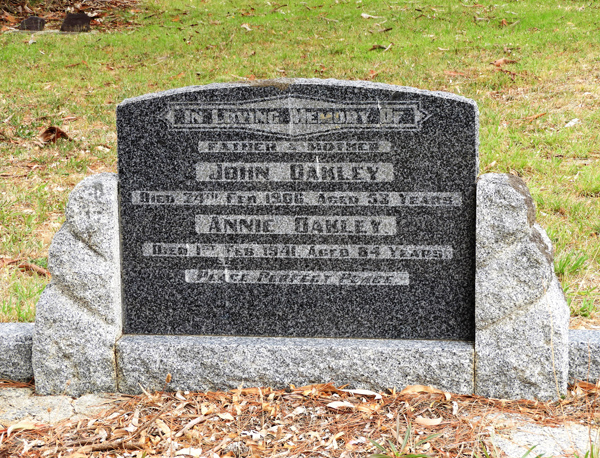 In Loving Memory Of
Father & Mother
John Oakley
Died 24th Feb 1906, Aged 53 Years.
Annie Oakley
Died 1st Feb 1941, Aged 84 Years.
Peace Perfect Peace